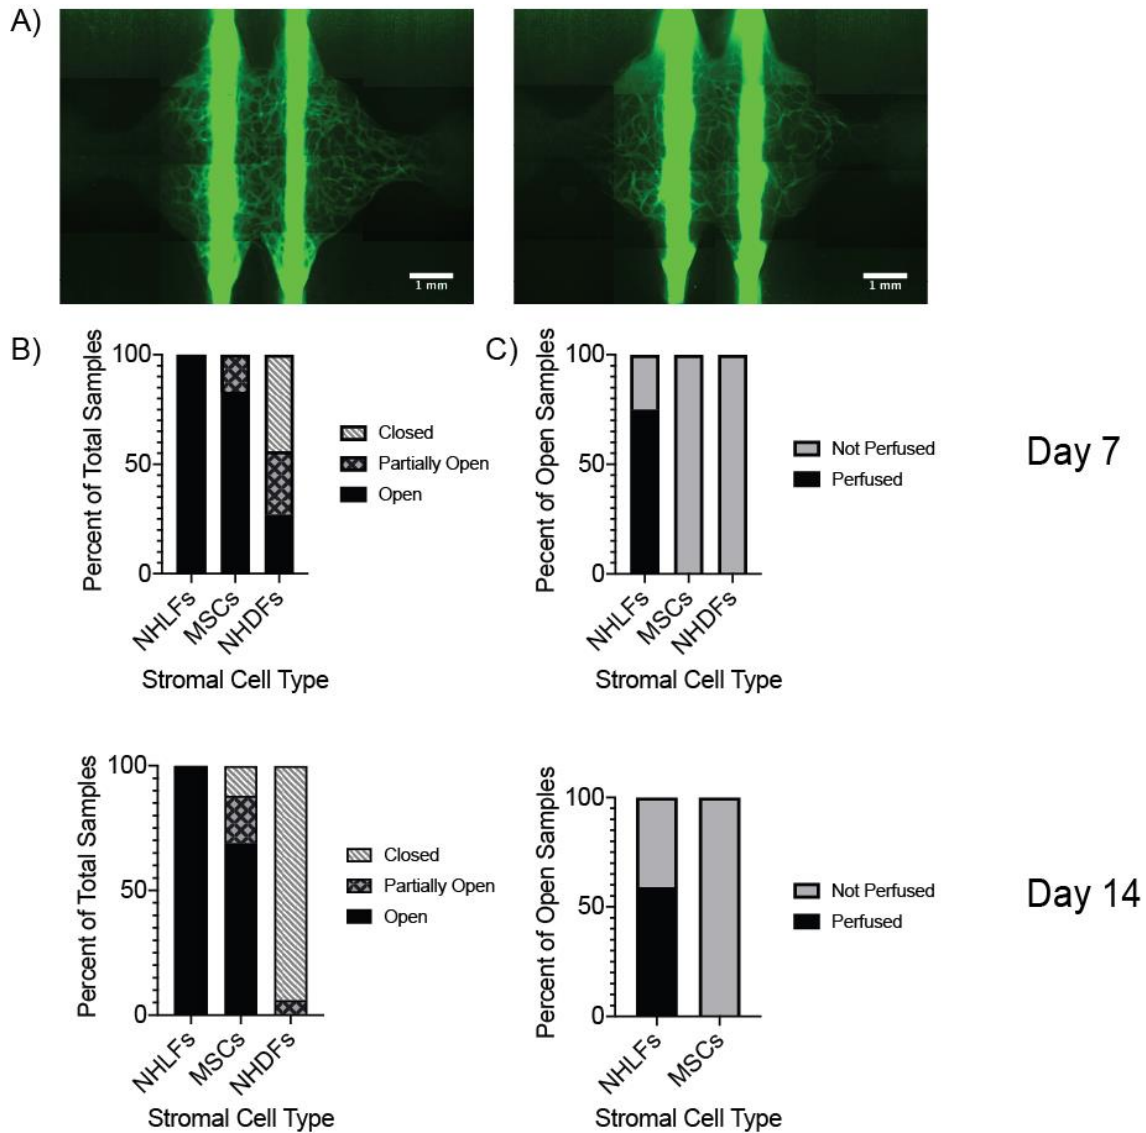 A)
1 mm
1 mm
B)
Percent of Total Samples
100
50
0
NHLFs
MSCs
NHDFs
Stromal Cell Type
Closed
Partially Open
Open
C)
Pecent of Open Samples
100
50
0
NHLFs
MSCs
NHDFs
Stromal Cell Type
Not Perfused
Perfused
Day 7
Percent of Total Samples
100
50
0
NHLFs
MSCs
NHDFs
Stromal Cell Type
Closed
Partially Open
Open
Percent of Open Samples
100
50
0
NHLFs
MSCs
Stromal Cell Type
Not Perfused
Perfused
Day 14